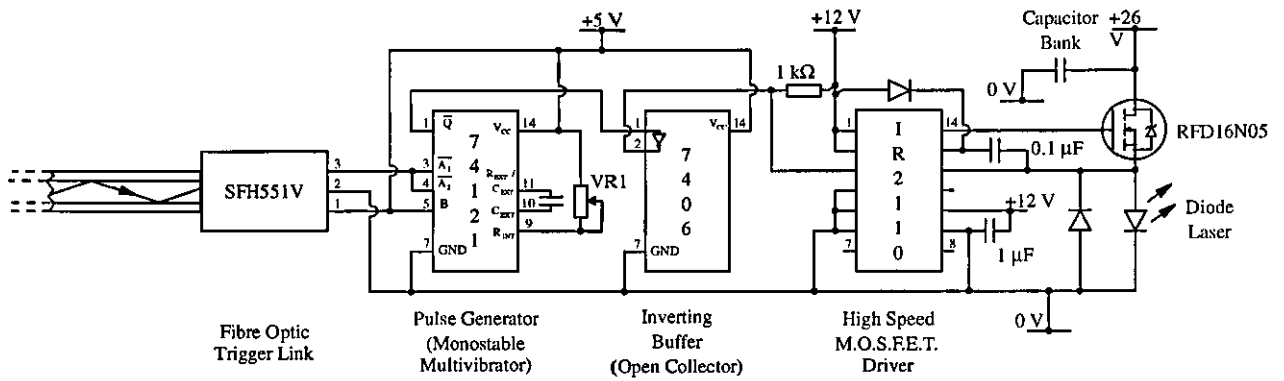 +5 V
+12 V
Capacitor
Bank
+26
V
1 kΩ
0 V
RFD16N05
0.1 µF
SFH551V
3
2
1
1
Q̅
Vcc
14
3
A̅₁
4
A̅₂
5
B
7
GND
7
4
1
2
1
REXT /
CEXT
11
CEXT
10
RINT
9
VR1
1
2
Vcc
14
7
4
0
6
7
GND
1
7
I
R
2
1
1
0
14
8
+12 V
1 µF
Diode
Laser
0 V
Fibre Optic
Trigger Link
Pulse Generator
(Monostable
Multivibrator)
Inverting
Buffer
(Open Collector)
High Speed
M.O.S.F.E.T.
Driver